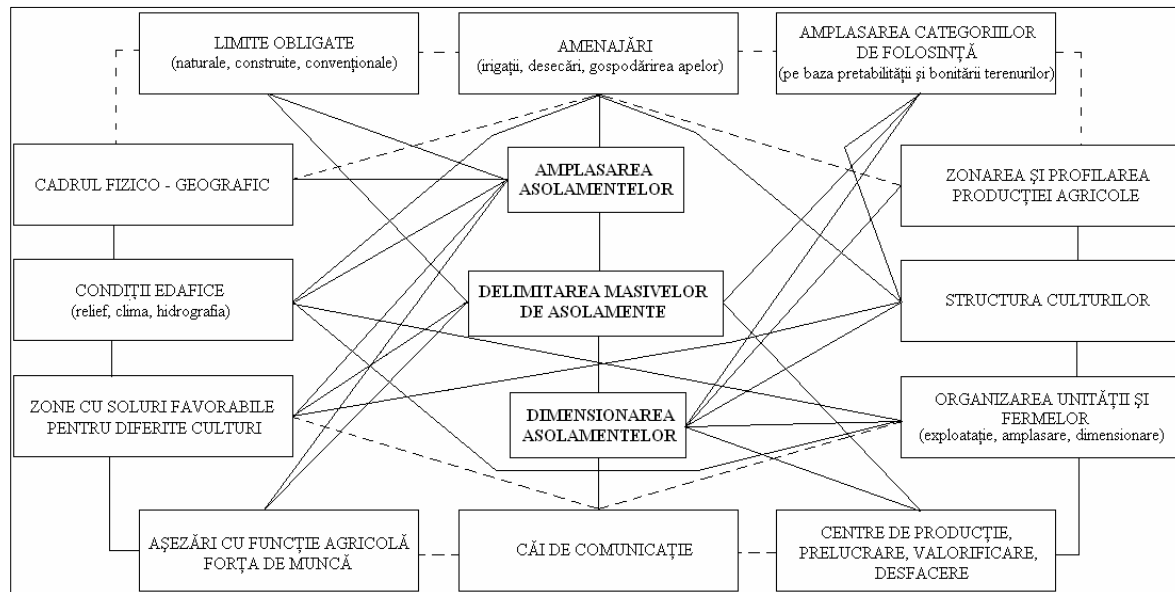 LIMITE OBLIGATE
(naturale, construite, convenționale)
AMENAJĂRI
(irigații, desecări, gospodărirea apelor)
AMPLASAREA CATEGORIILOR
DE FOLOSINȚĂ
(pe baza pretabilității și bonitării terenurilor)
CADRUL FIZICO - GEOGRAFIC
AMPLASAREA
ASOLAMENTELOR
ZONAREA ȘI PROFILAREA
PRODUCȚIEI AGRICOLE
CONDIȚII EDAFICE
(relief, clima, hidrografia)
DELIMITAREA MASIVELOR
DE ASOLAMENTE
STRUCTURA CULTURILOR
ZONE CU SOLURI FAVORABILE
PENTRU DIFERITE CULTURI
DIMENSIONAREA
ASOLAMENTELOR
ORGANIZAREA UNITĂȚII ȘI
FERMELOR
(exploatație, amplasare, dimensionare)
AȘEZĂRI CU FUNCȚIE AGRICOLĂ
FORȚA DE MUNCĂ
CĂI DE COMUNICAȚIE
CENTRE DE PRODUCȚIE,
PRELUCRARE, VALORIFICARE,
DESFACERE